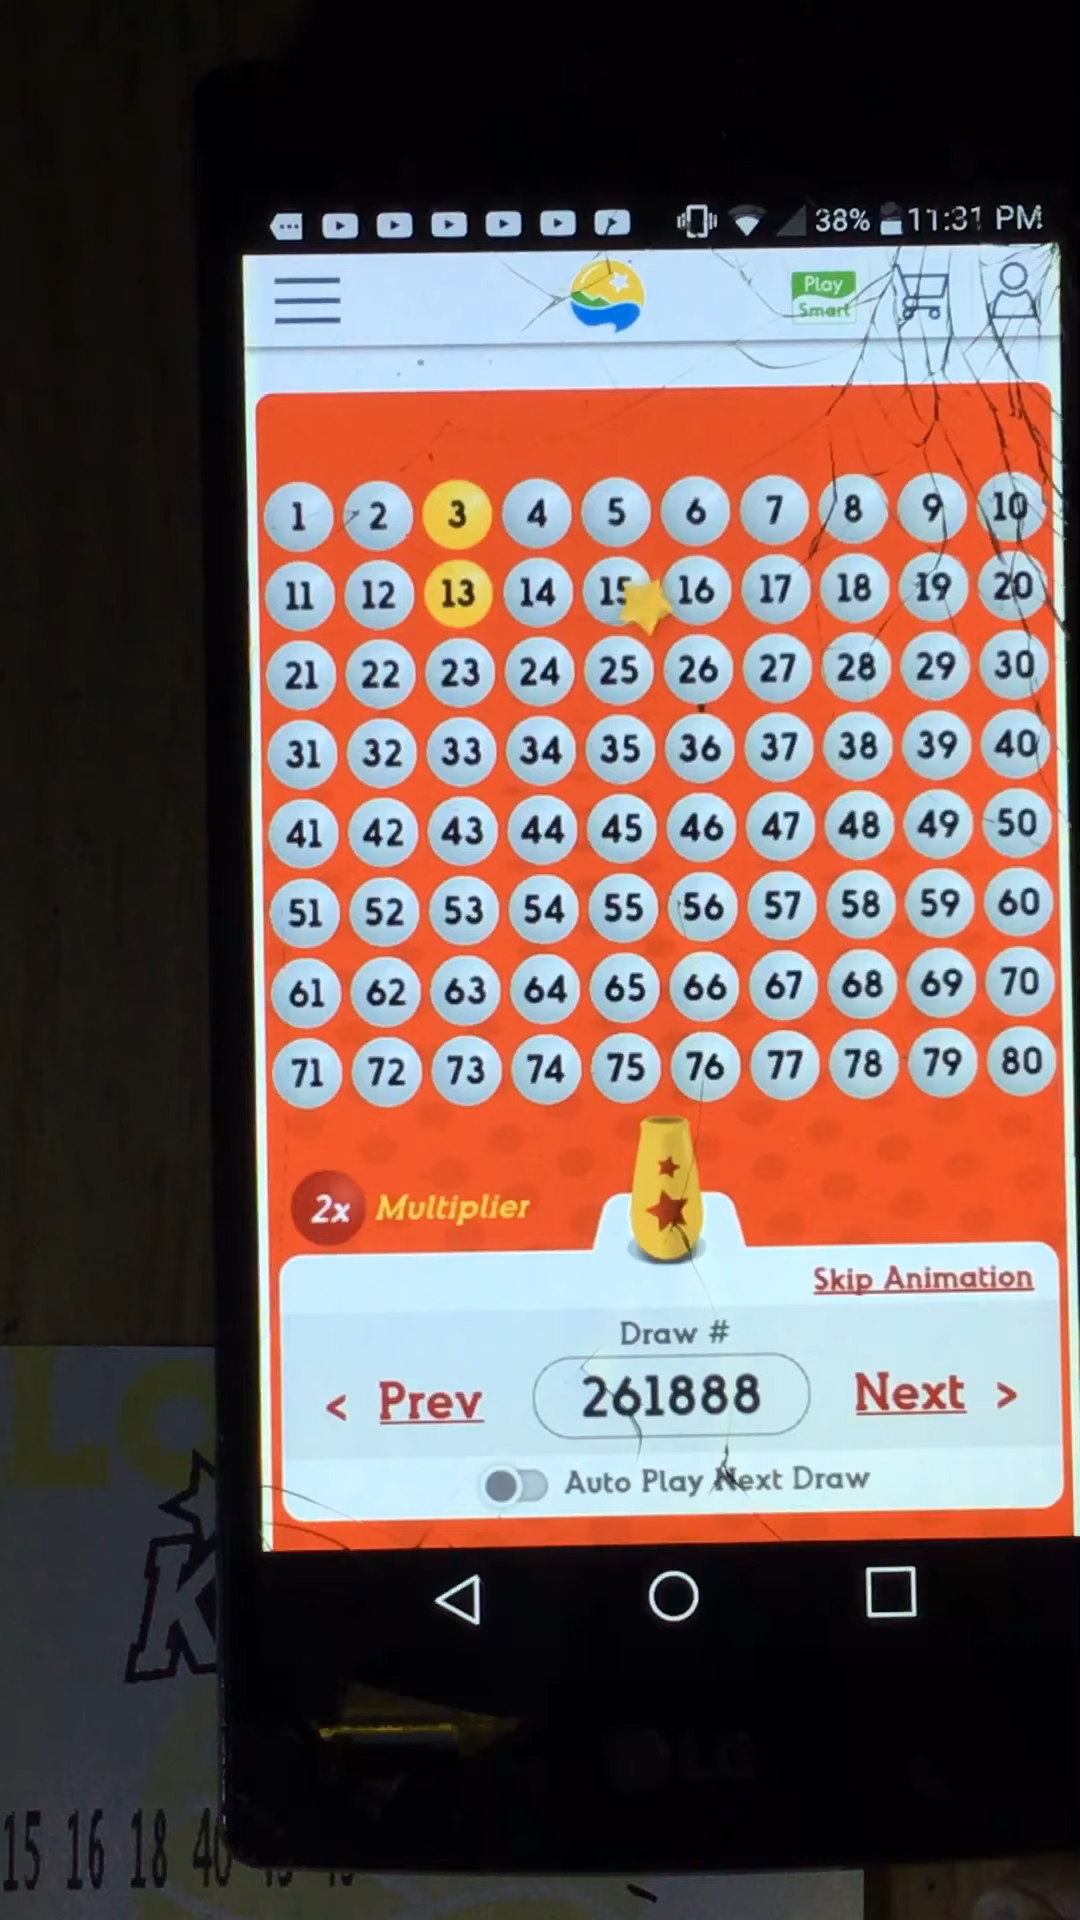 38% 11:31 PM
Play
Smart
1 2 3 4 5 6 7 8 9 10
11 12 13 14 15 16 17 18 19 20
21 22 23 24 25 26 27 28 29 30
31 32 33 34 35 36 37 38 39 40
41 42 43 44 45 46 47 48 49 50
51 52 53 54 55 56 57 58 59 60
61 62 63 64 65 66 67 68 69 70
71 72 73 74 75 76 77 78 79 80
2x Multiplier
Skip Animation
Draw #
< Prev 261888 Next >
Auto Play Next Draw
K
LG
15 16 18 40